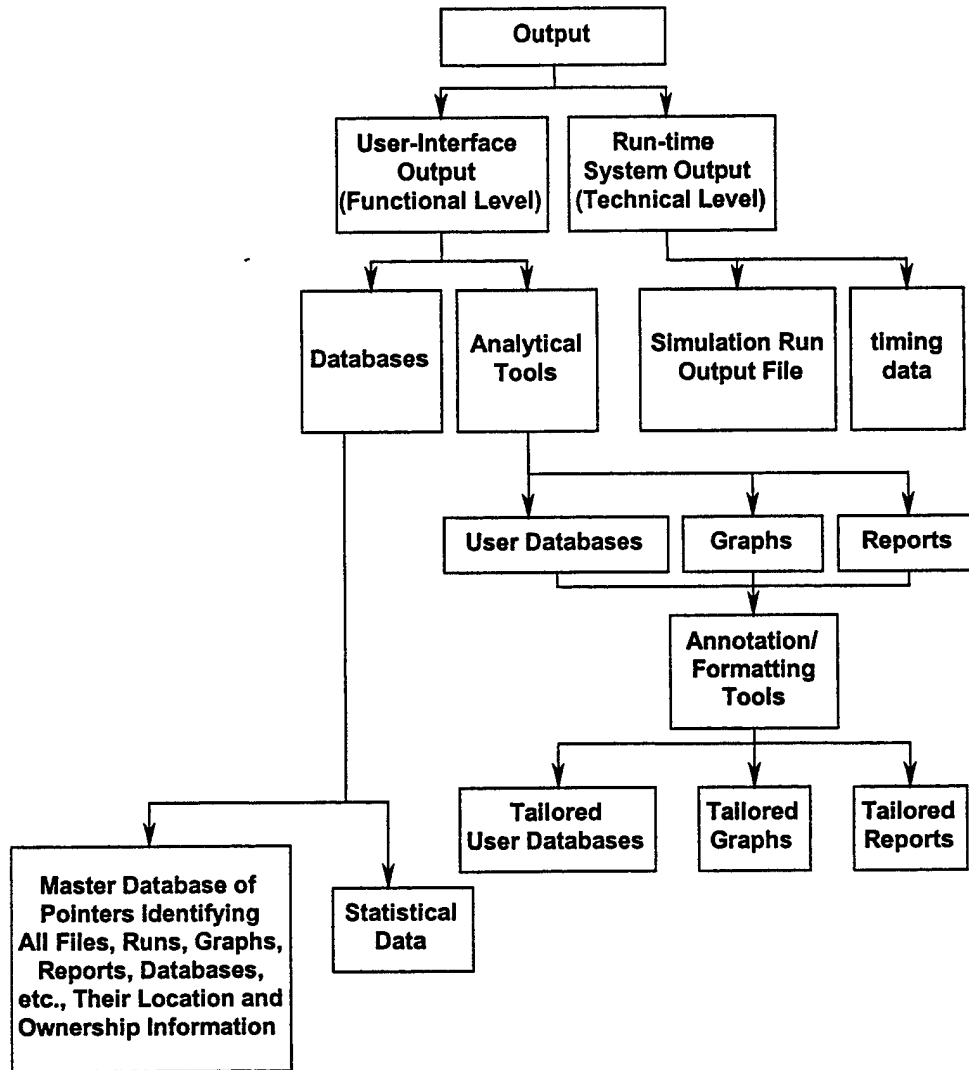 Output
User-Interface
Output
(Functional Level)
Run-time
System Output
(Technical Level)
Databases
Analytical
Tools
Simulation Run
Output File
timing
data
User Databases
Graphs
Reports
Annotation/
Formatting
Tools
Tailored
User Databases
Tailored
Graphs
Tailored
Reports
Master Database of
Pointers Identifying
All Files, Runs, Graphs,
Reports, Databases,
etc., Their Location and
Ownership Information
Statistical
Data